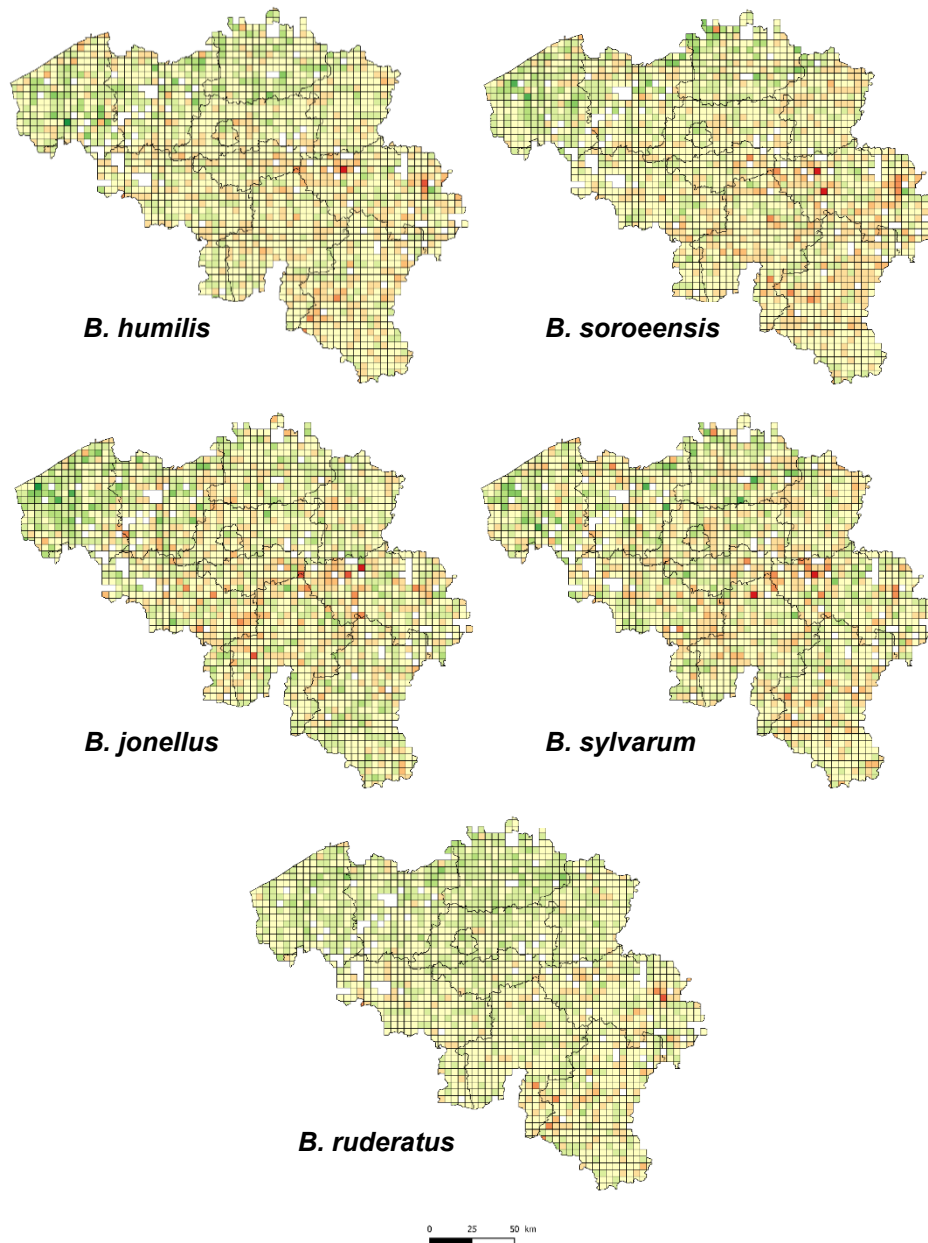 B. humilis
B. soroeensis
B. jonellus
B. sylvarum
B. ruderatus
0 25 50 km